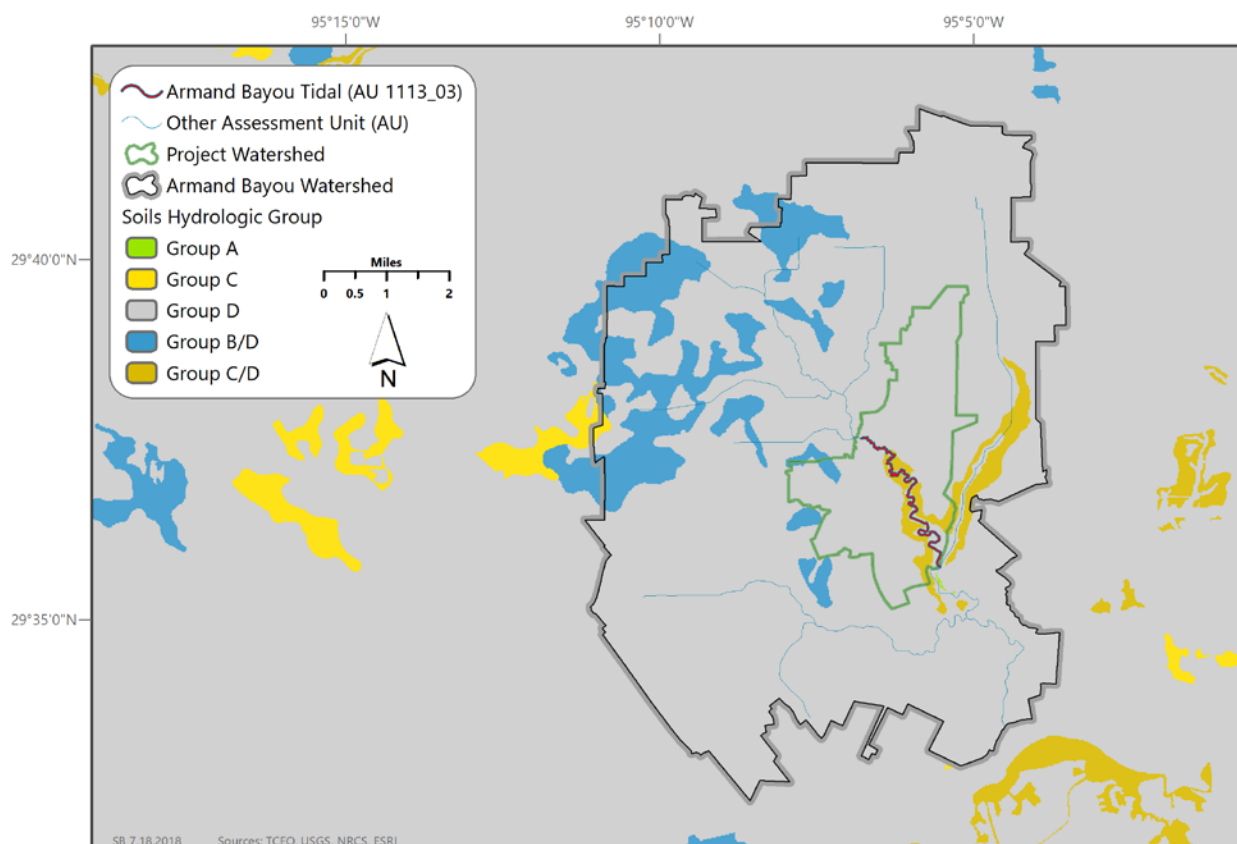 95°15'0"W 95°10'0"W 95°5'0"W
Armand Bayou Tidal (AU 1113_03)
Other Assessment Unit (AU)
Project Watershed
Armand Bayou Watershed
Soils Hydrologic Group
Group A
Group C
Group D
Group B/D
Group C/D
Miles
0 0.5 1 2
N
29°40'0"N
29°35'0"N
SB 7.18.2018 Sources: TCEQ, USGS, NRCS, ESRI